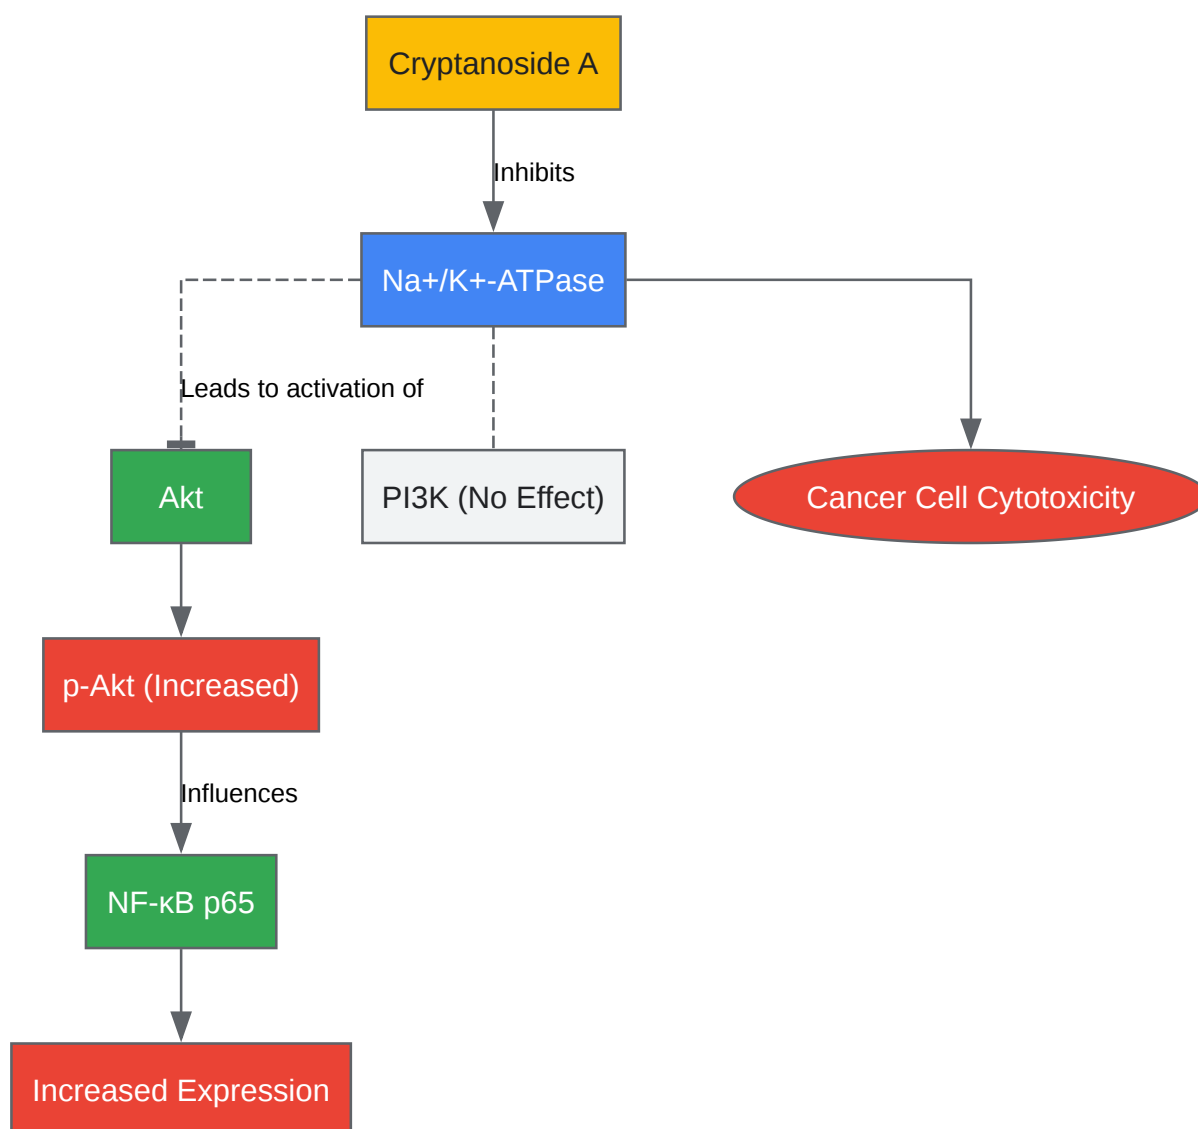 Cryptanoside A
Inhibits
Na+/K+-ATPase
Leads to activation of
Akt
PI3K (No Effect)
Cancer Cell Cytotoxicity
p-Akt (Increased)
Influences
NF-κB p65
Increased Expression